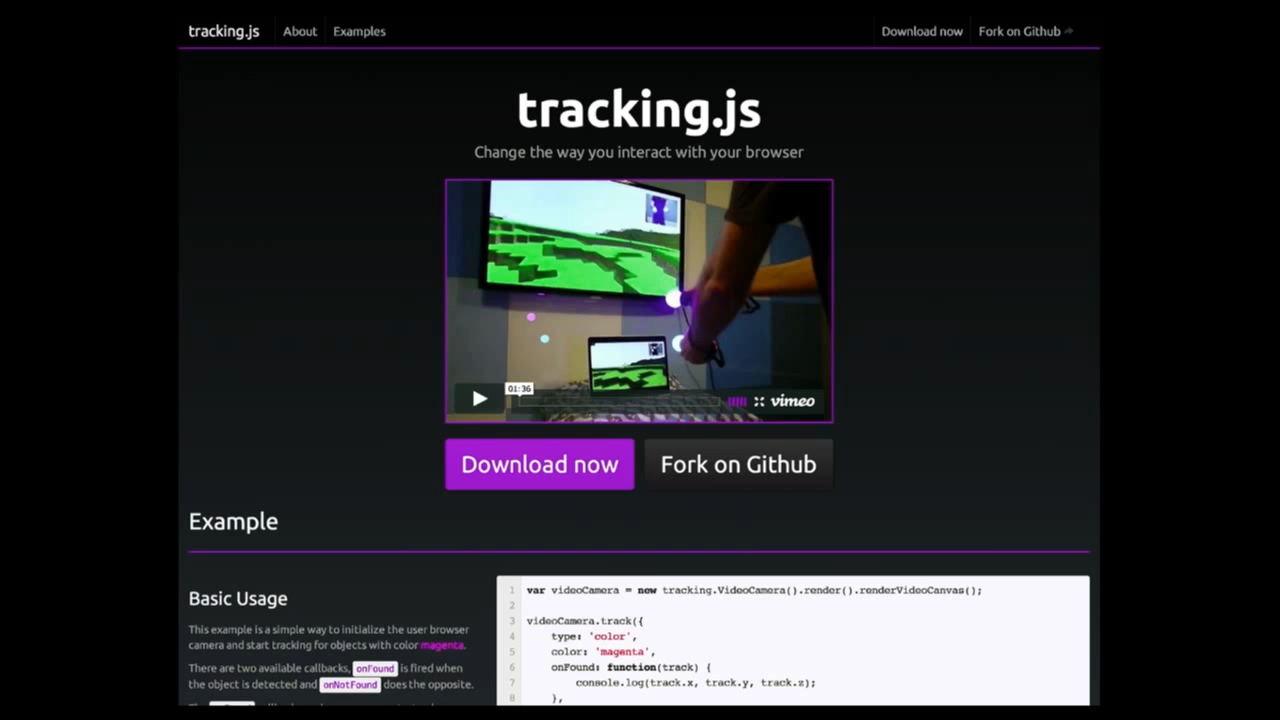 tracking.js About Examples Download now Fork on Github
tracking.js
Change the way you interact with your browser
01:36
vimeo
Download now Fork on Github
Example
Basic Usage
This example is a simple way to initialize the user browser
camera and start tracking for objects with color magenta.
There are two available callbacks, onFound is fired when
the object is detected and onNotFound does the opposite.
1 var videoCamera = new tracking.VideoCamera().render().renderVideoCanvas();
2
3 videoCamera.track({
4 type: 'color',
5 color: 'magenta',
6 onFound: function(track) {
7 console.log(track.x, track.y, track.z);
8 },